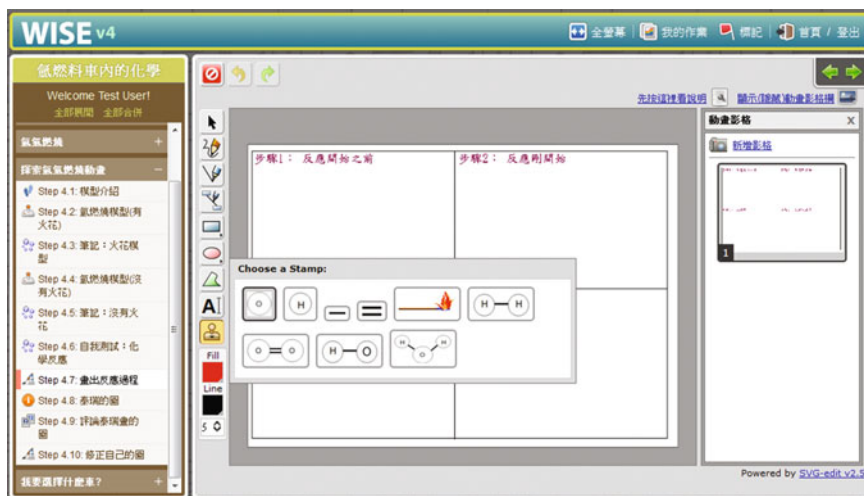 WISE v4
全螢幕 | 我的作業 標記 | 首頁 / 登出
氫燃料車內的化學
Welcome Test User!
全部展開 全部合併
氫氣燃燒 +
探索氫氣燃燒動畫 −
Step 4.1: 模型介紹
Step 4.2: 氫燃燒模型(有
火花)
Step 4.3: 筆記：火花模
型
Step 4.4: 氫燃燒模型(沒
有火花)
Step 4.5: 筆記：沒有火
花
Step 4.6: 自我測試：化
學反應
Step 4.7: 畫出反應過程
Step 4.8: 泰瑞的圖
Step 4.9: 評論泰瑞畫的
圖
Step 4.10: 修正自己的圖
我要選擇什麼車? +
先按這裡看說明
顯示(隱藏)動畫影格欄
步驟1： 反應開始之前
步驟2： 反應剛開始
Choose a Stamp:
O
H
H H
O O
H O
H O H
A
Fill
Line
5
動畫影格 X
新增影格
1
Powered by SVG-edit v2.5